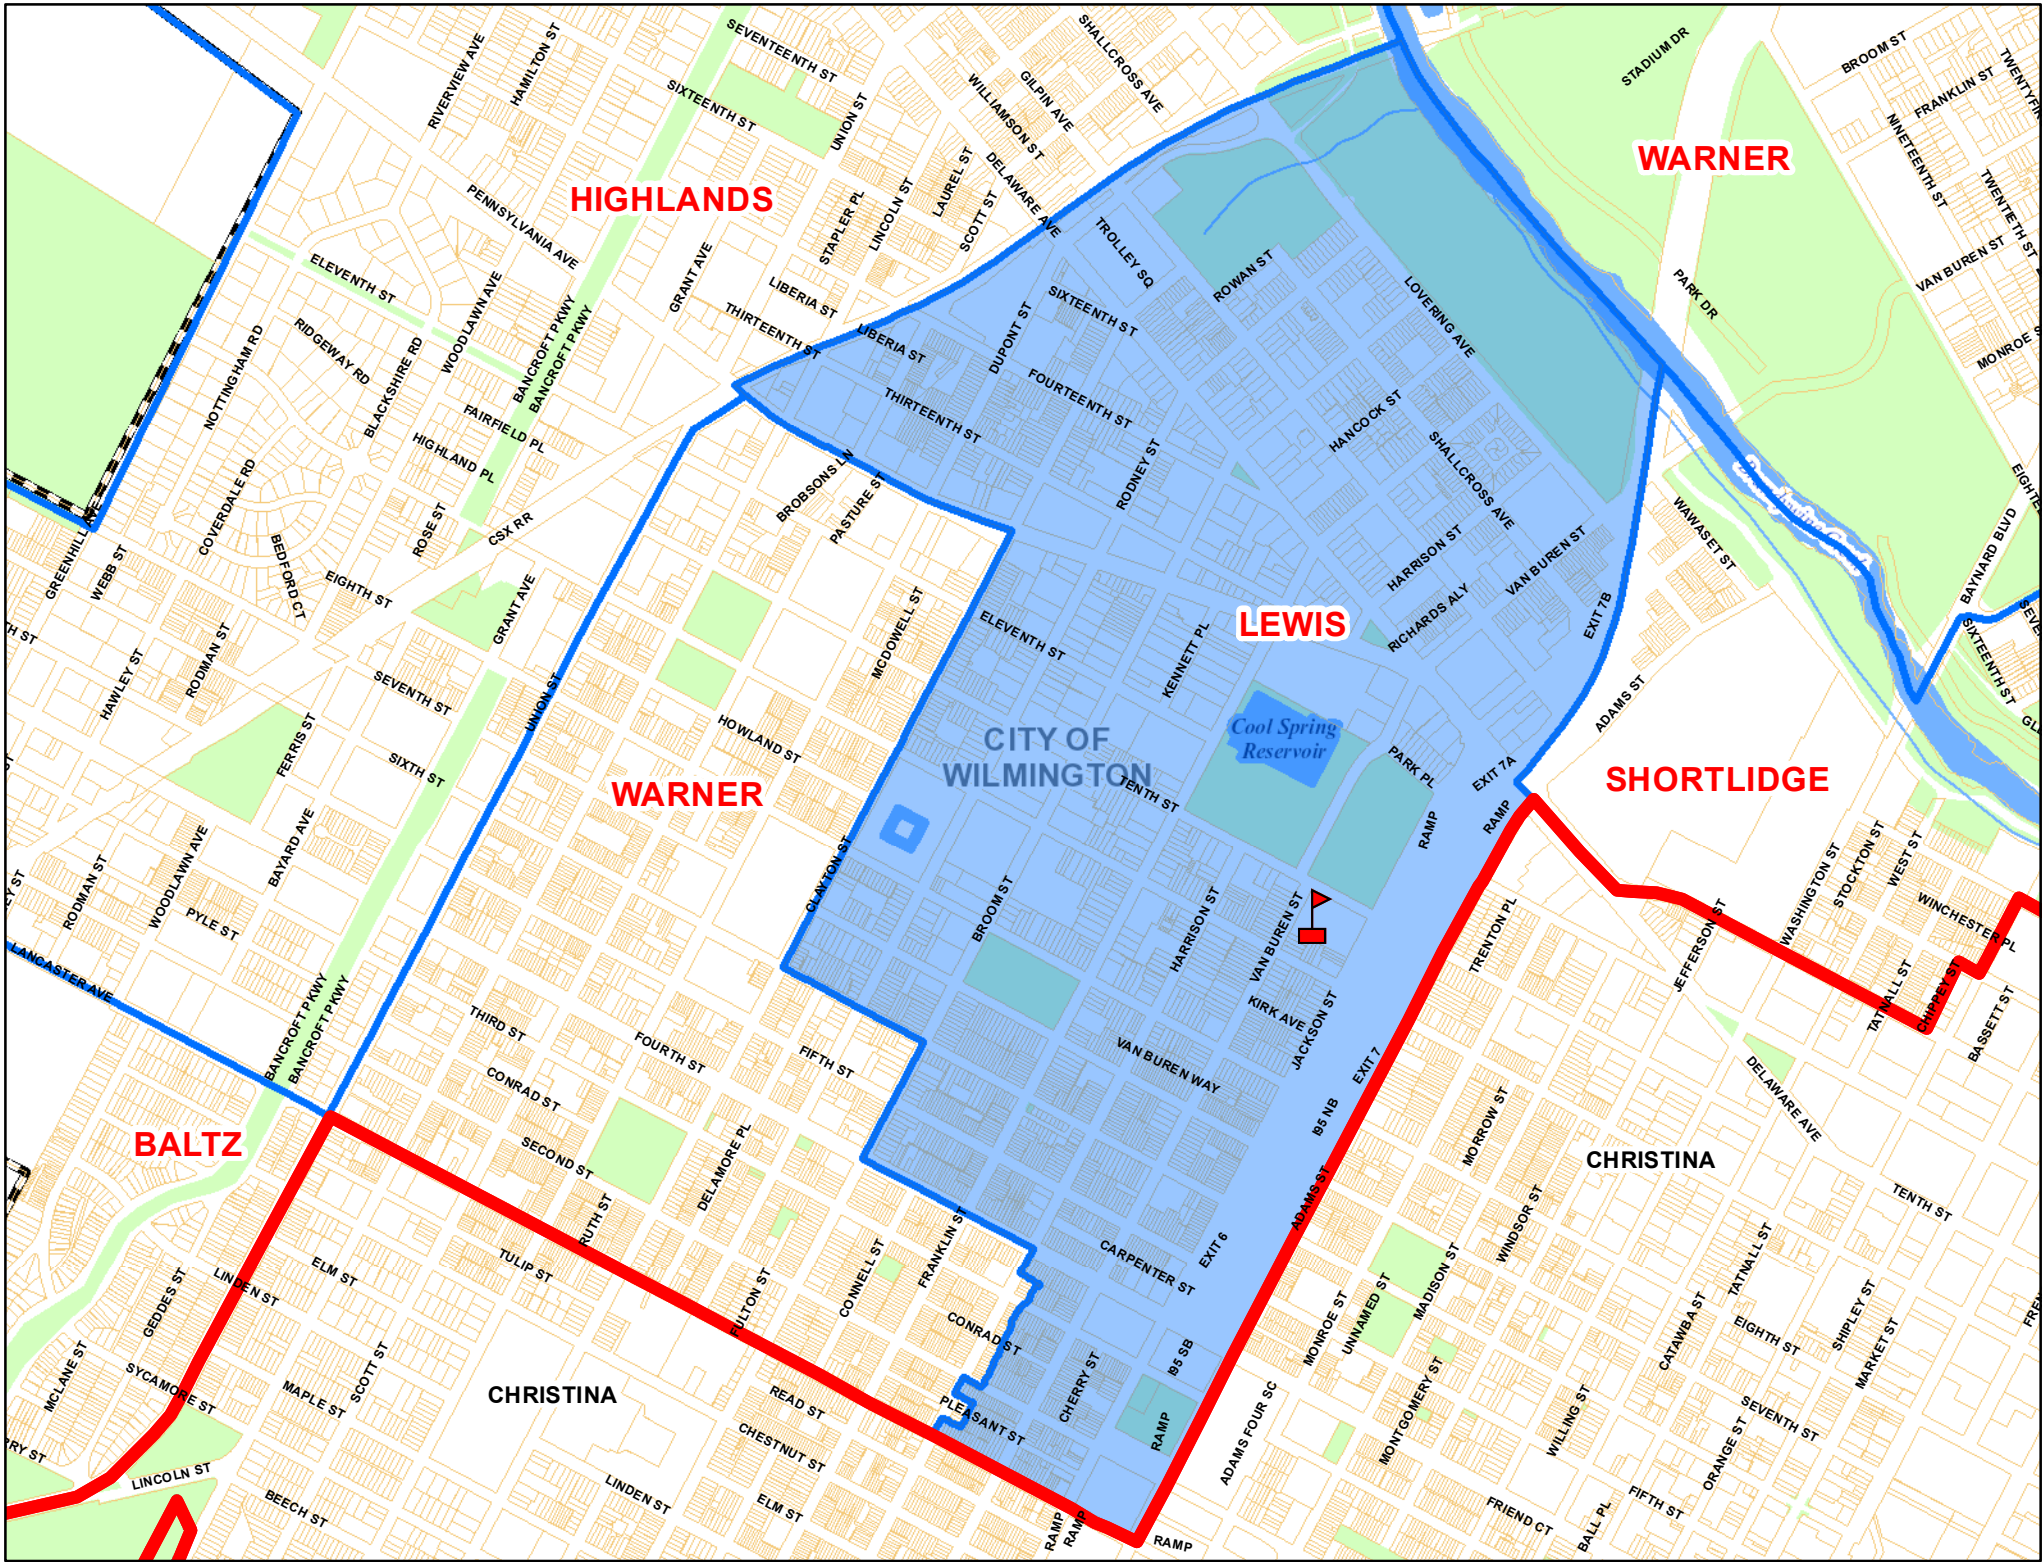 SEVENTEENTH ST
SHALLCROSS AVE
STADIUM DR
BROOM ST
RIVERVIEW AVE
HAMILTON ST
SIXTEENTH ST
UNION ST
WILLIAMSON ST
GILPIN AVE
FRANKLIN ST
NINETEENTH ST
WARNER
HIGHLANDS
PENNSYLVANIA AVE
STAPLER PL
LINCOLN ST
LAUREL ST
SCOTT ST
DELAWARE AVE
TWENTIETH ST
VAN BUREN ST
ELEVENTH ST
WOODLAWN AVE
GRANT AVE
LIBERIA ST
THIRTEENTH ST
TROLLEY SQ
ROWAN ST
LOVERING AVE
PARK DR
NOTTINGHAM RD
RIDGEWAY RD
BLACKSHIRE RD
BANCROFT PKWY
BANCROFT PKWY
LIBERIA ST
DUPONT ST
SIXTEENTH ST
FOURTEENTH ST
THIRTEENTH ST
HANCOCK ST
MONROE S
FAIRFIELD PL
HIGHLAND PL
BROBSONS LN
PASTURE ST
RODNEY ST
SHALLCROSS AVE
COVERDALE RD
ROSE ST
CSX RR
WAWASET ST
GREENHILL AVE
WEBB ST
BEDFORD CT
EIGHTH ST
GRANT AVE
MCDOWELL ST
ELEVENTH ST
KENNETT PL
LEWIS
HARRISON ST
RICHARDS ALY
VAN BUREN ST
EXIT 7B
BAYNARD BLVD
SIXTEENTH ST
TH ST
HAWLEY ST
RODMAN ST
SEVENTH ST
UNION ST
HOWLAND ST
CITY OF
WILMINGTON
Cool Spring
Reservoir
PARK PL
EXIT 7A
ADAMS ST
FERRIS ST
SIXTH ST
WARNER
TENTH ST
RAMP
RAMP
SHORTLIDGE
RODMAN ST
WOODLAWN AVE
BAYARD AVE
PYLE ST
CLAYTON ST
BROOM ST
HARRISON ST
VAN BUREN ST
TRENTON PL
JEFFERSON ST
WASHINGTON ST
STOCKTON ST
WEST ST
WINCHESTER PL
LANCASTER AVE
BANCROFT PKWY
BANCROFT PKWY
THIRD ST
FOURTH ST
FIFTH ST
VAN BUREN WAY
KIRK AVE
JACKSON ST
EXIT 7
TATNALL ST
CHIPPEY ST
BASSETT ST
BALTZ
CONRAD ST
SECOND ST
DELAMORE PL
I95 NB
MORROW ST
DELAWARE AVE
CHRISTINA
RUTH ST
FRANKLIN ST
CARPENTER ST
EXIT 6
ADAMS ST
WINDSOR ST
TENTH ST
GEDDES ST
LINDEN ST
ELM ST
TULIP ST
FULTON ST
CONNELL ST
CONRAD ST
MONROE ST
UNNAMED ST
MADISON ST
TATNALL ST
CATAWBA ST
EIGHTH ST
SHIPLEY ST
MARKET ST
MCLANE ST
SYCAMORE ST
MAPLE ST
SCOTT ST
CHRISTINA
READ ST
PLEASANT ST
CHERRY ST
I95 SB
ADAMS FOUR SC
MONTGOMERY ST
WILLING ST
SEVENTH ST
ORANGE ST
RRY ST
LINCOLN ST
BEECH ST
LINDEN ST
CHESTNUT ST
ELM ST
RAMP
RAMP
RAMP
RAMP
FRIEND CT
BALL PL
FIFTH ST